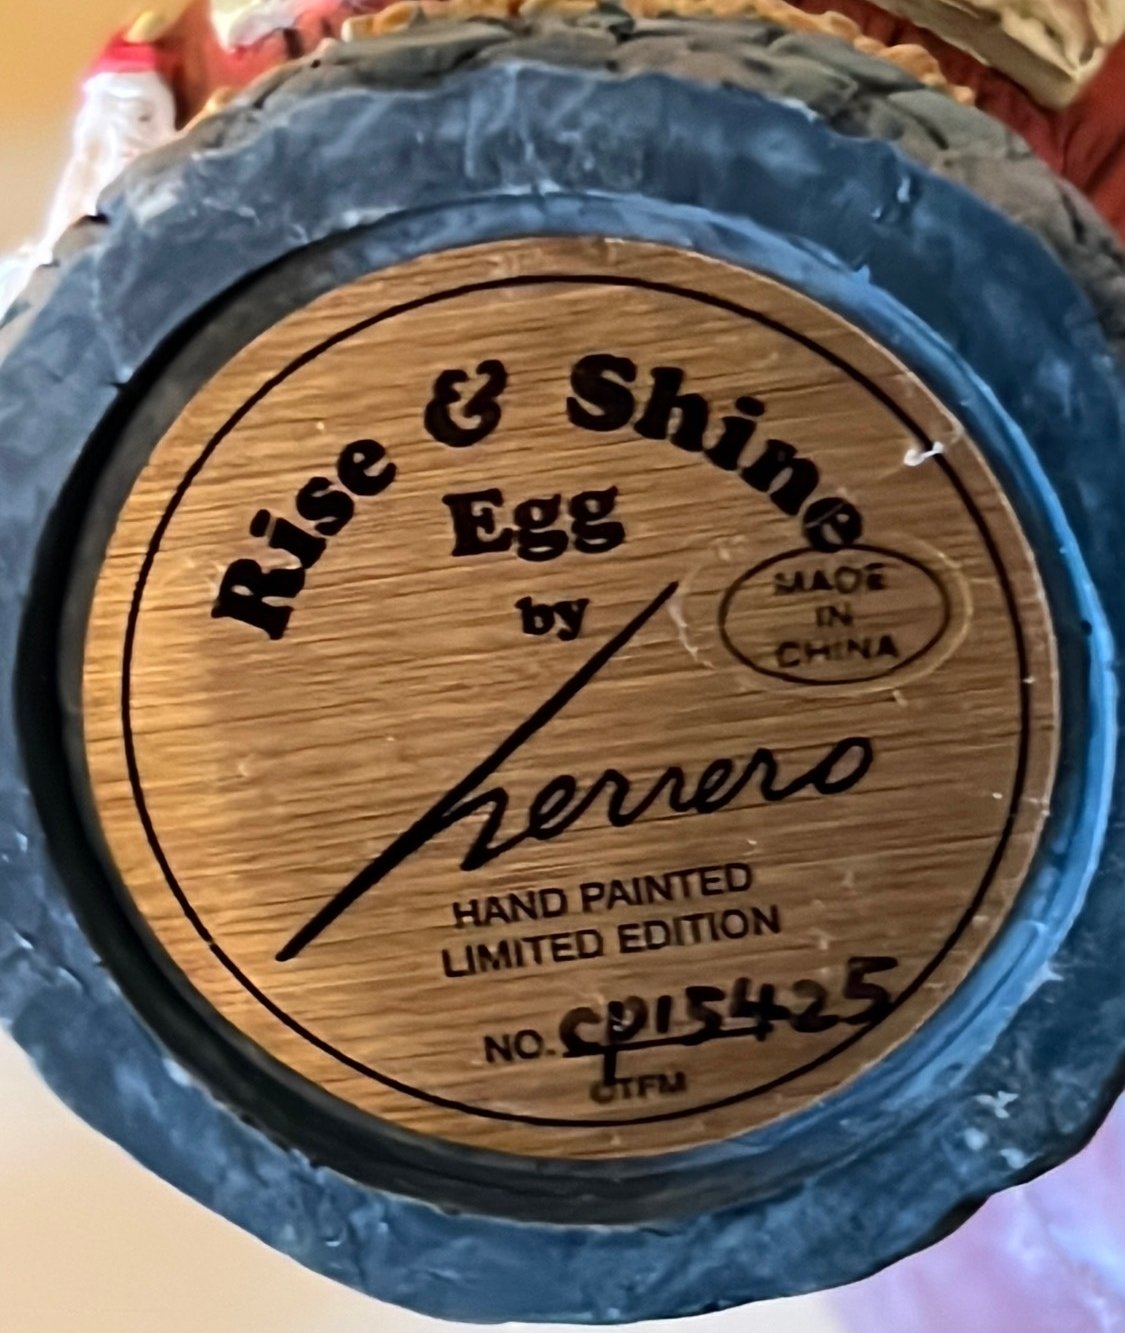 Rise & Shine
Egg
by
herrero
MADE
IN
CHINA
HAND PAINTED
LIMITED EDITION
NO. CP15425
CTFM